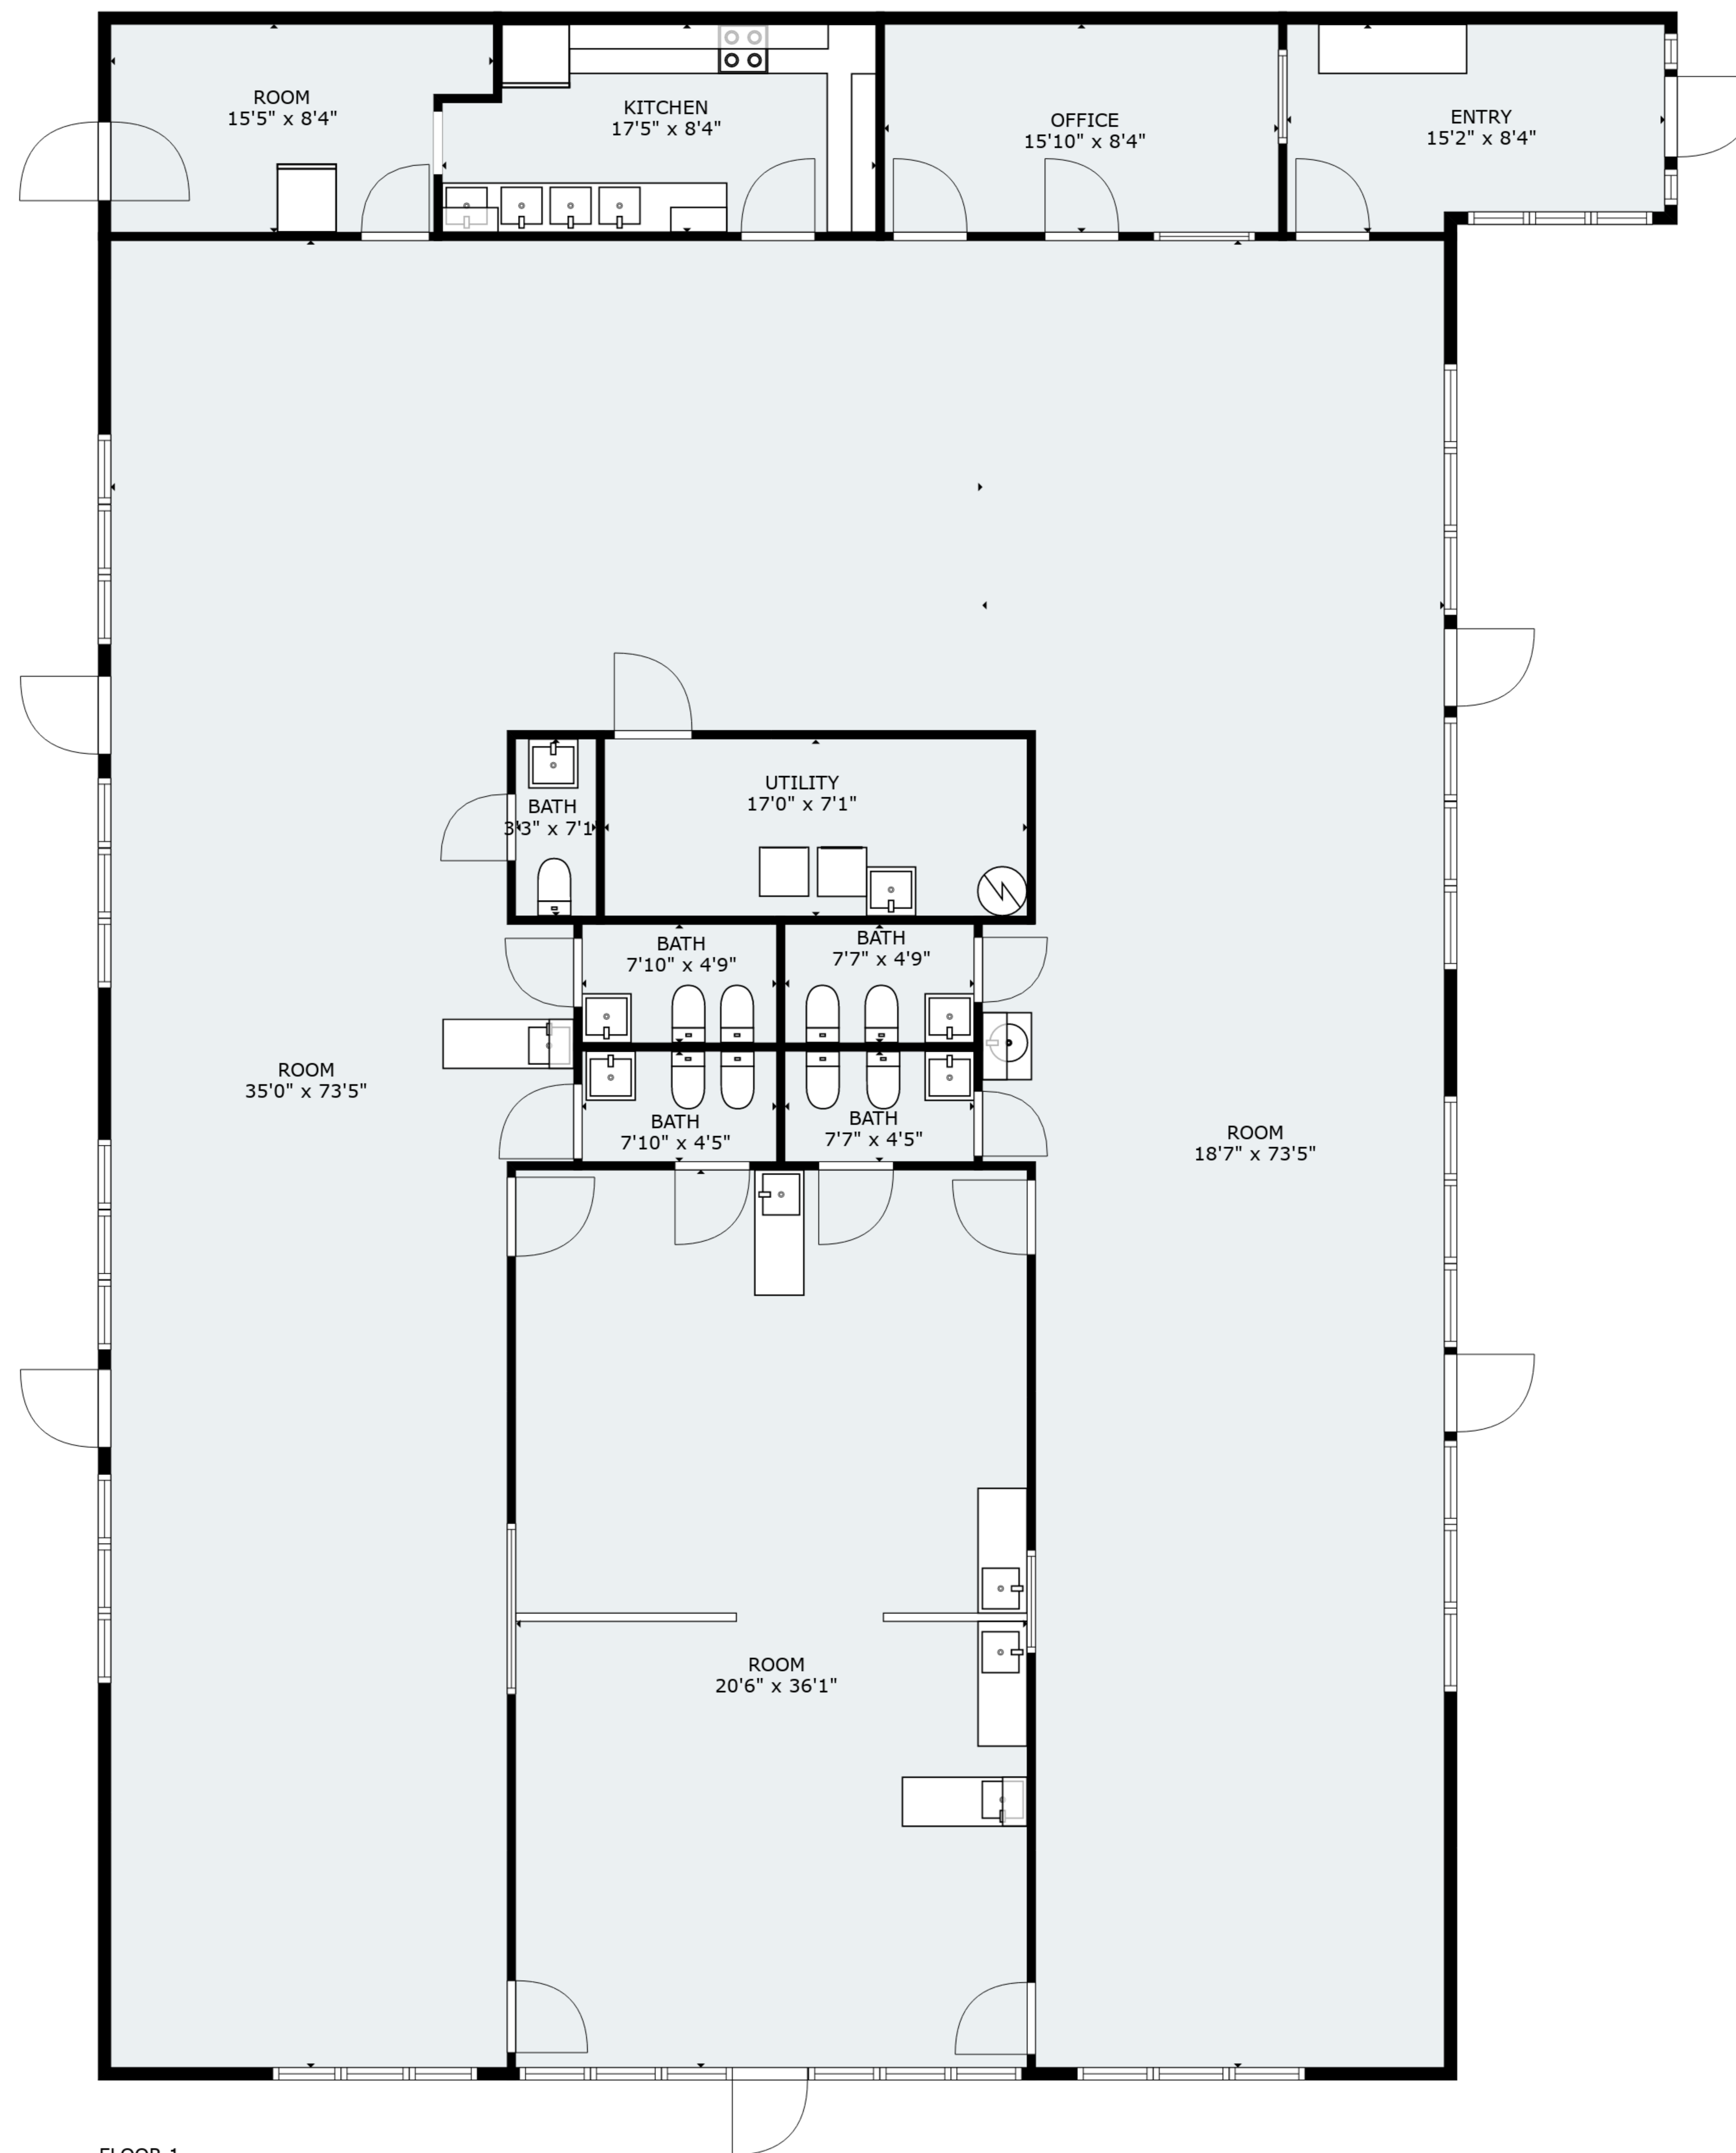 ROOM
15'5" x 8'4"
KITCHEN
17'5" x 8'4"
OFFICE
15'10" x 8'4"
ENTRY
15'2" x 8'4"
UTILITY
17'0" x 7'1"
BATH
3'3" x 7'1"
BATH
7'10" x 4'9"
BATH
7'7" x 4'9"
ROOM
35'0" x 73'5"
BATH
7'10" x 4'5"
BATH
7'7" x 4'5"
ROOM
18'7" x 73'5"
ROOM
20'6" x 36'1"
FLOOR 1